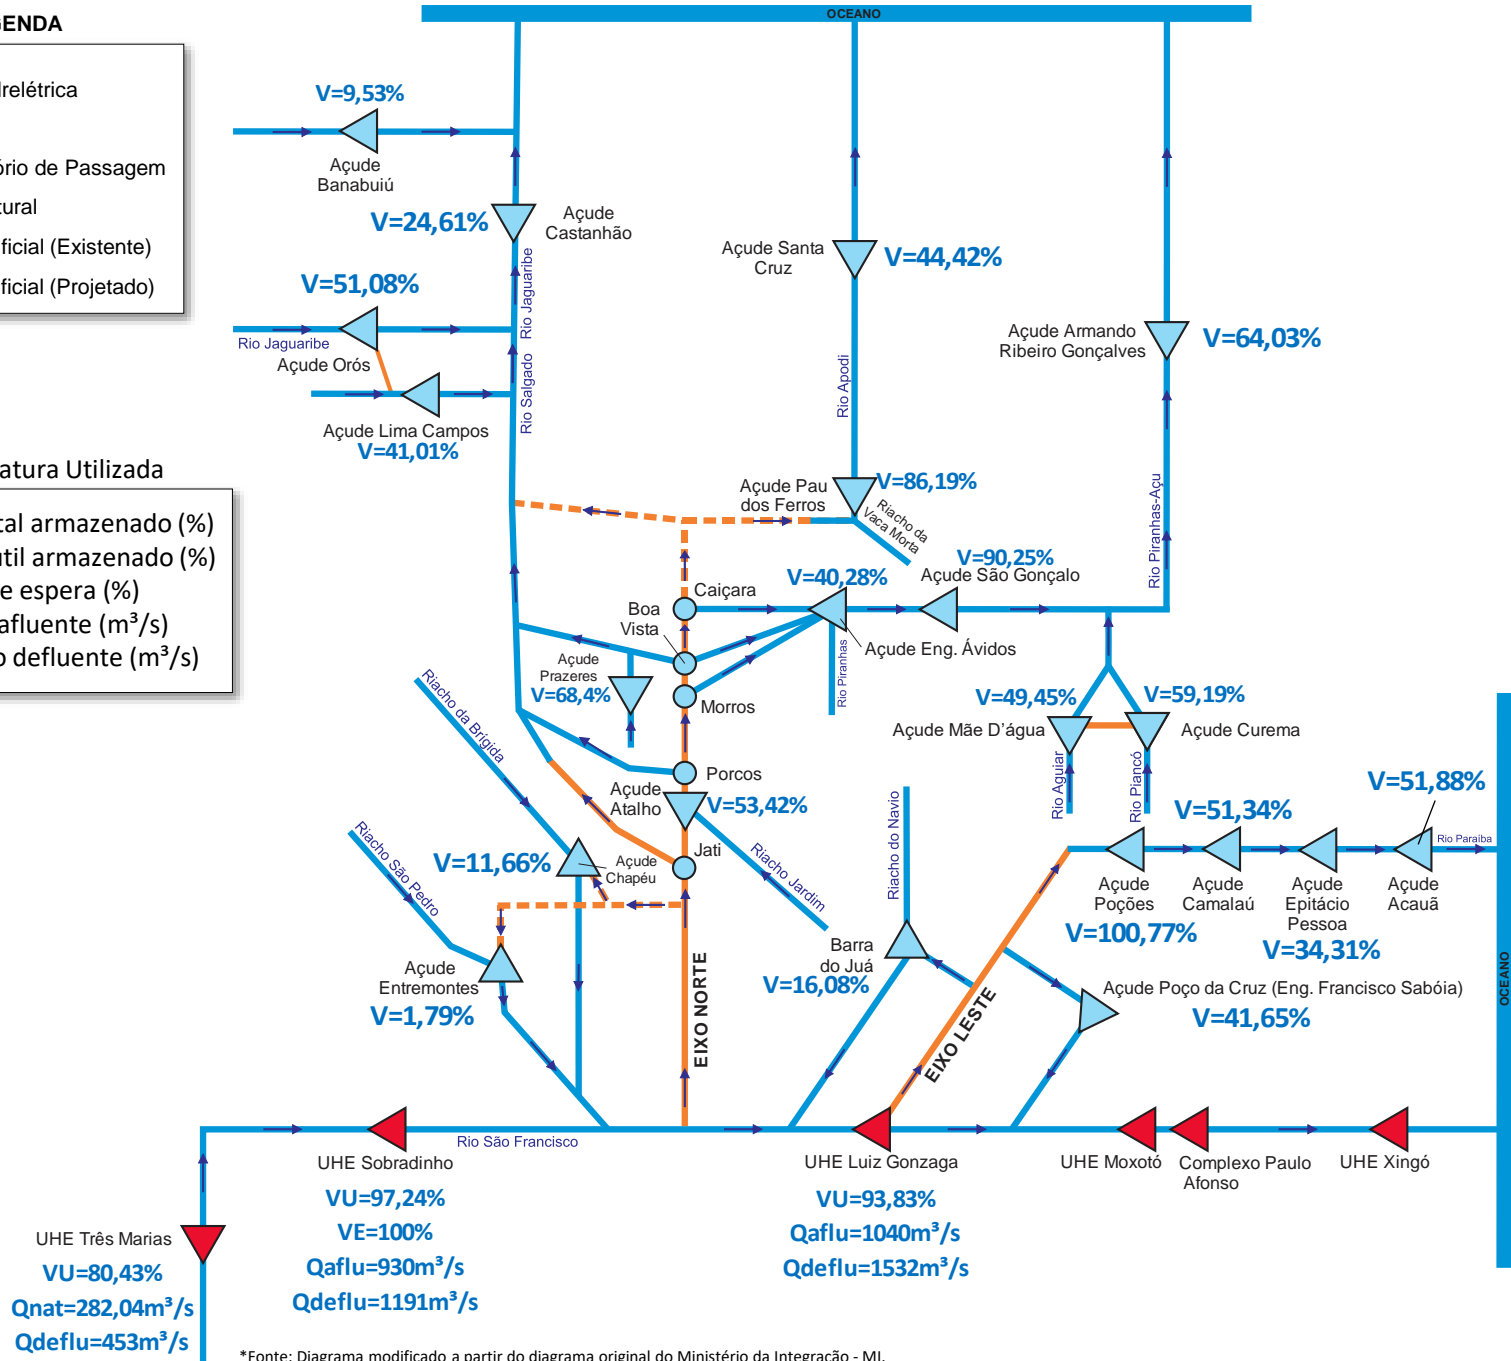 OCEANO
GENDA
drelétrica
ório de Passagem
tural
ificial (Existente)
ificial (Projetado)
V=9,53%
Açude
Banabuiú
V=24,61%
Açude
Castanhão
V=51,08%
Rio Jaguaribe
Açude Orós
Rio Jaguaribe
Rio Salgado
Açude Lima Campos
V=41,01%
Açude Santa
Cruz
V=44,42%
Rio Apodi
Açude Armando
Ribeiro Gonçalves
V=64,03%
Rio Piranhas-Açu
atura Utilizada
tal armazenado (%)
útil armazenado (%)
e espera (%)
afluente (m³/s)
o defluente (m³/s)
Açude Pau
dos Ferros
V=86,19%
Riacho da
Vaca Morta
V=90,25%
Açude São Gonçalo
V=40,28%
Açude Eng. Ávidos
Rio Piranhas
Caiçara
Boa
Vista
Morros
Açude
Prazeres
V=68,4%
Porcos
Açude
Atalho
V=53,42%
Jati
Riacho Jardim
Riacho da Brigida
Riacho São Pedro
V=11,66%
Açude
Chapéu
Açude
Entremontes
V=1,79%
EIXO NORTE
V=49,45%
Açude Mãe D'água
V=59,19%
Açude Curema
Rio Aguiar
Rio Piancó
V=51,88%
V=51,34%
Rio Paraiba
Açude
Poções
V=100,77%
Açude
Camalaú
Açude
Epitácio
Pessoa
V=34,31%
Açude
Acauã
Riacho do Navio
Barra
do Juá
V=16,08%
EIXO LESTE
Açude Poço da Cruz (Eng. Francisco Sabóia)
V=41,65%
OCEANO
Rio São Francisco
UHE Sobradinho
VU=97,24%
VE=100%
Qaflu=930m³/s
Qdeflu=1191m³/s
UHE Luiz Gonzaga
VU=93,83%
Qaflu=1040m³/s
Qdeflu=1532m³/s
UHE Moxotó
Complexo Paulo
Afonso
UHE Xingó
UHE Três Marias
VU=80,43%
Qnat=282,04m³/s
Qdeflu=453m³/s
*Fonte: Diagrama modificado a partir do diagrama original do Ministério da Integração - MI.